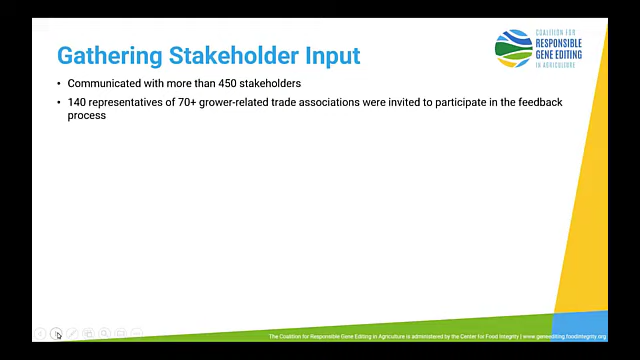 Gathering Stakeholder Input
COALITION FOR
RESPONSIBLE
GENE EDITING
IN AGRICULTURE
• Communicated with more than 450 stakeholders
• 140 representatives of 70+ grower-related trade associations were invited to participate in the feedback
process
The Coalition for Responsible Gene Editing in Agriculture is administered by the Center for Food Integrity | www.geneediting.foodintegrity.org